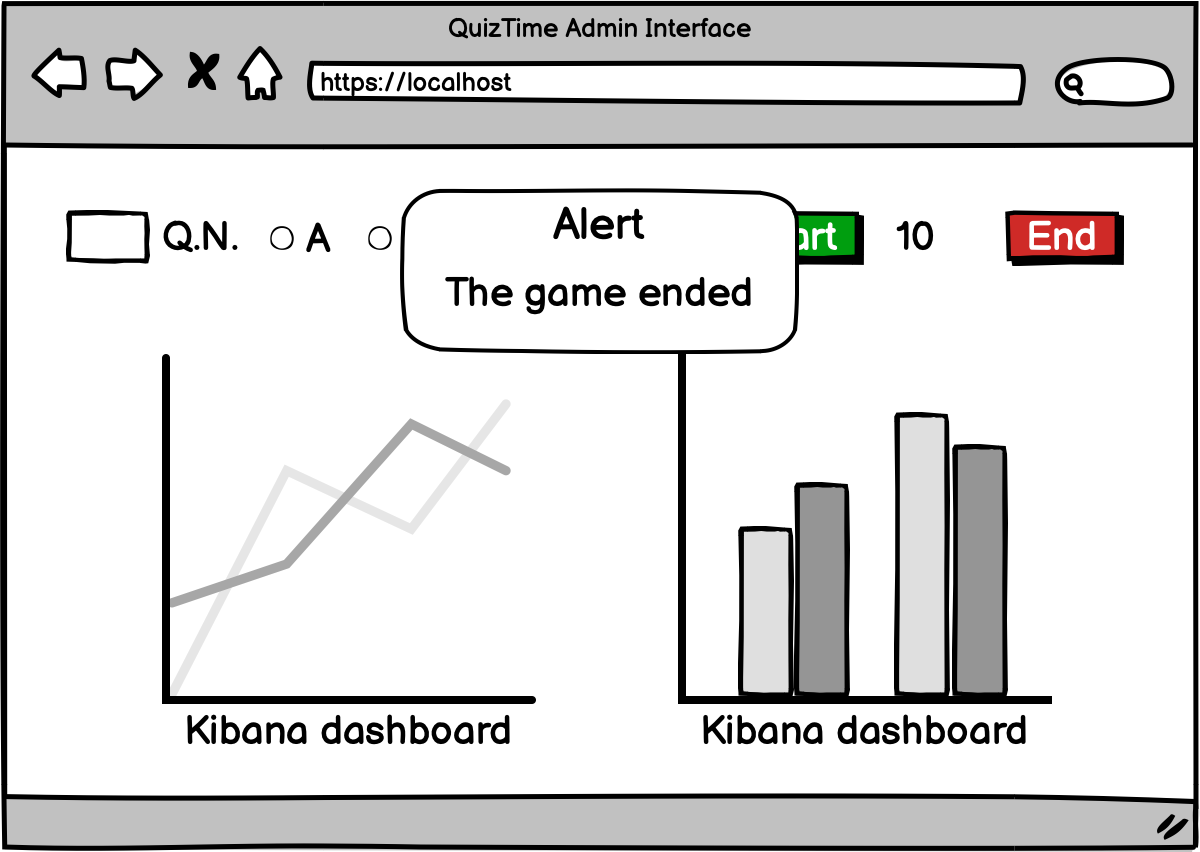 QuizTime Admin Interface
https://localhost
Alert
Q.N. A art 10 End
The game ended
Kibana dashboard Kibana dashboard